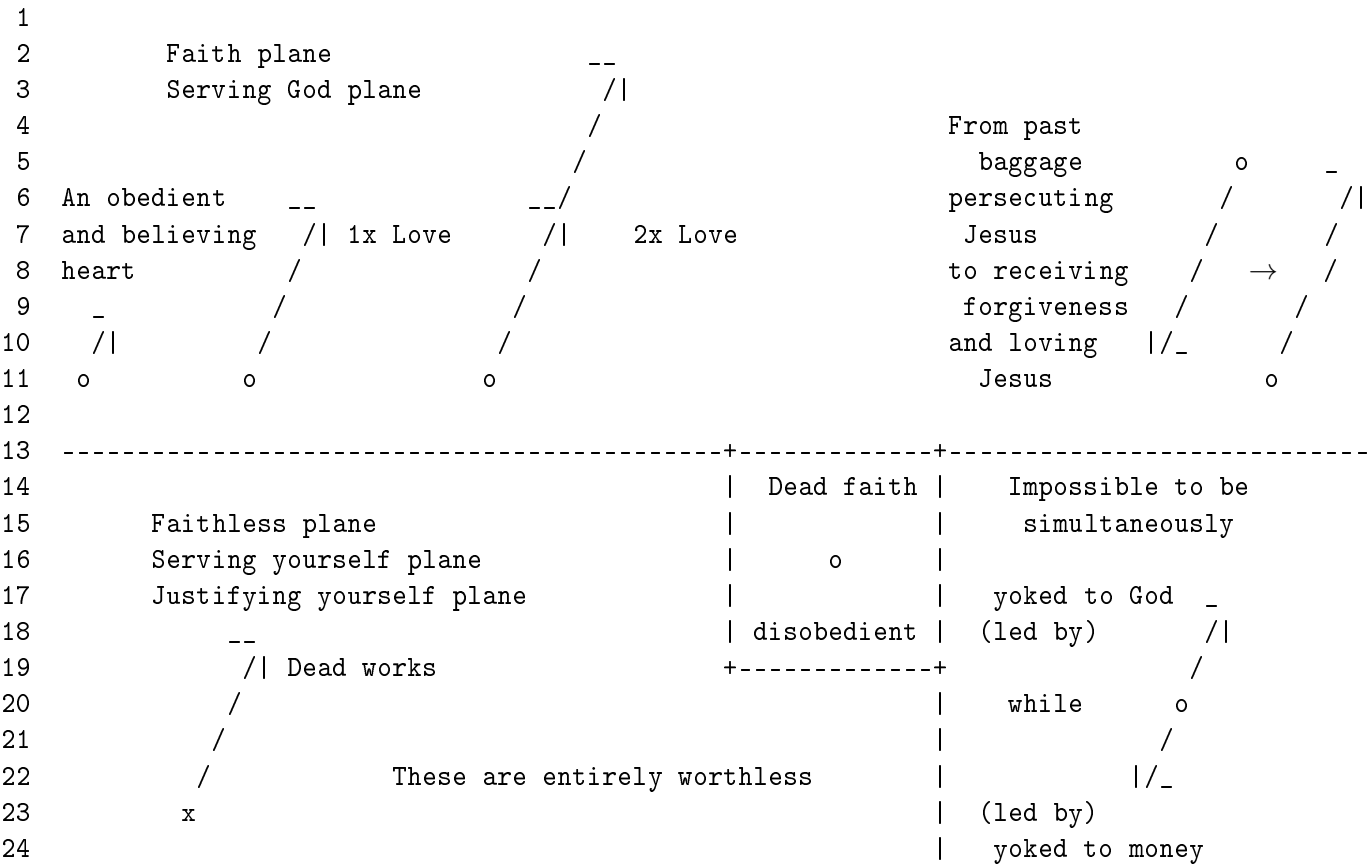 1
2         Faith plane                 __
3         Serving God plane            /|
4                                     /                       From past
5                                    /                          baggage          o     _
6  An obedient    __              __/                         persecuting       /       /|
7  and believing   /| 1x Love      /|    2x Love               Jesus           /       /
8  heart          /               /                           to receiving    /   →   /
9    _           /               /                             forgiveness   /      /
10   /|         /               /                             and loving   |/_     /
11  o          o               o                                Jesus             o
12
13 --------------------------------------------+-------------+----------------------------
14                                             |  Dead faith |    Impossible to be
15       Faithless plane                       |             |     simultaneously
16       Serving yourself plane                |      o      |
17       Justifying yourself plane             |             |   yoked to God  _
18            __                               | disobedient |  (led by)       /|
19             /| Dead works                   +-------------+                /
20            /                                              |    while      o
21           /                                               |              /
22          /            These are entirely worthless        |            |/_
23         x                                                 |  (led by)
24                                                           |   yoked to money